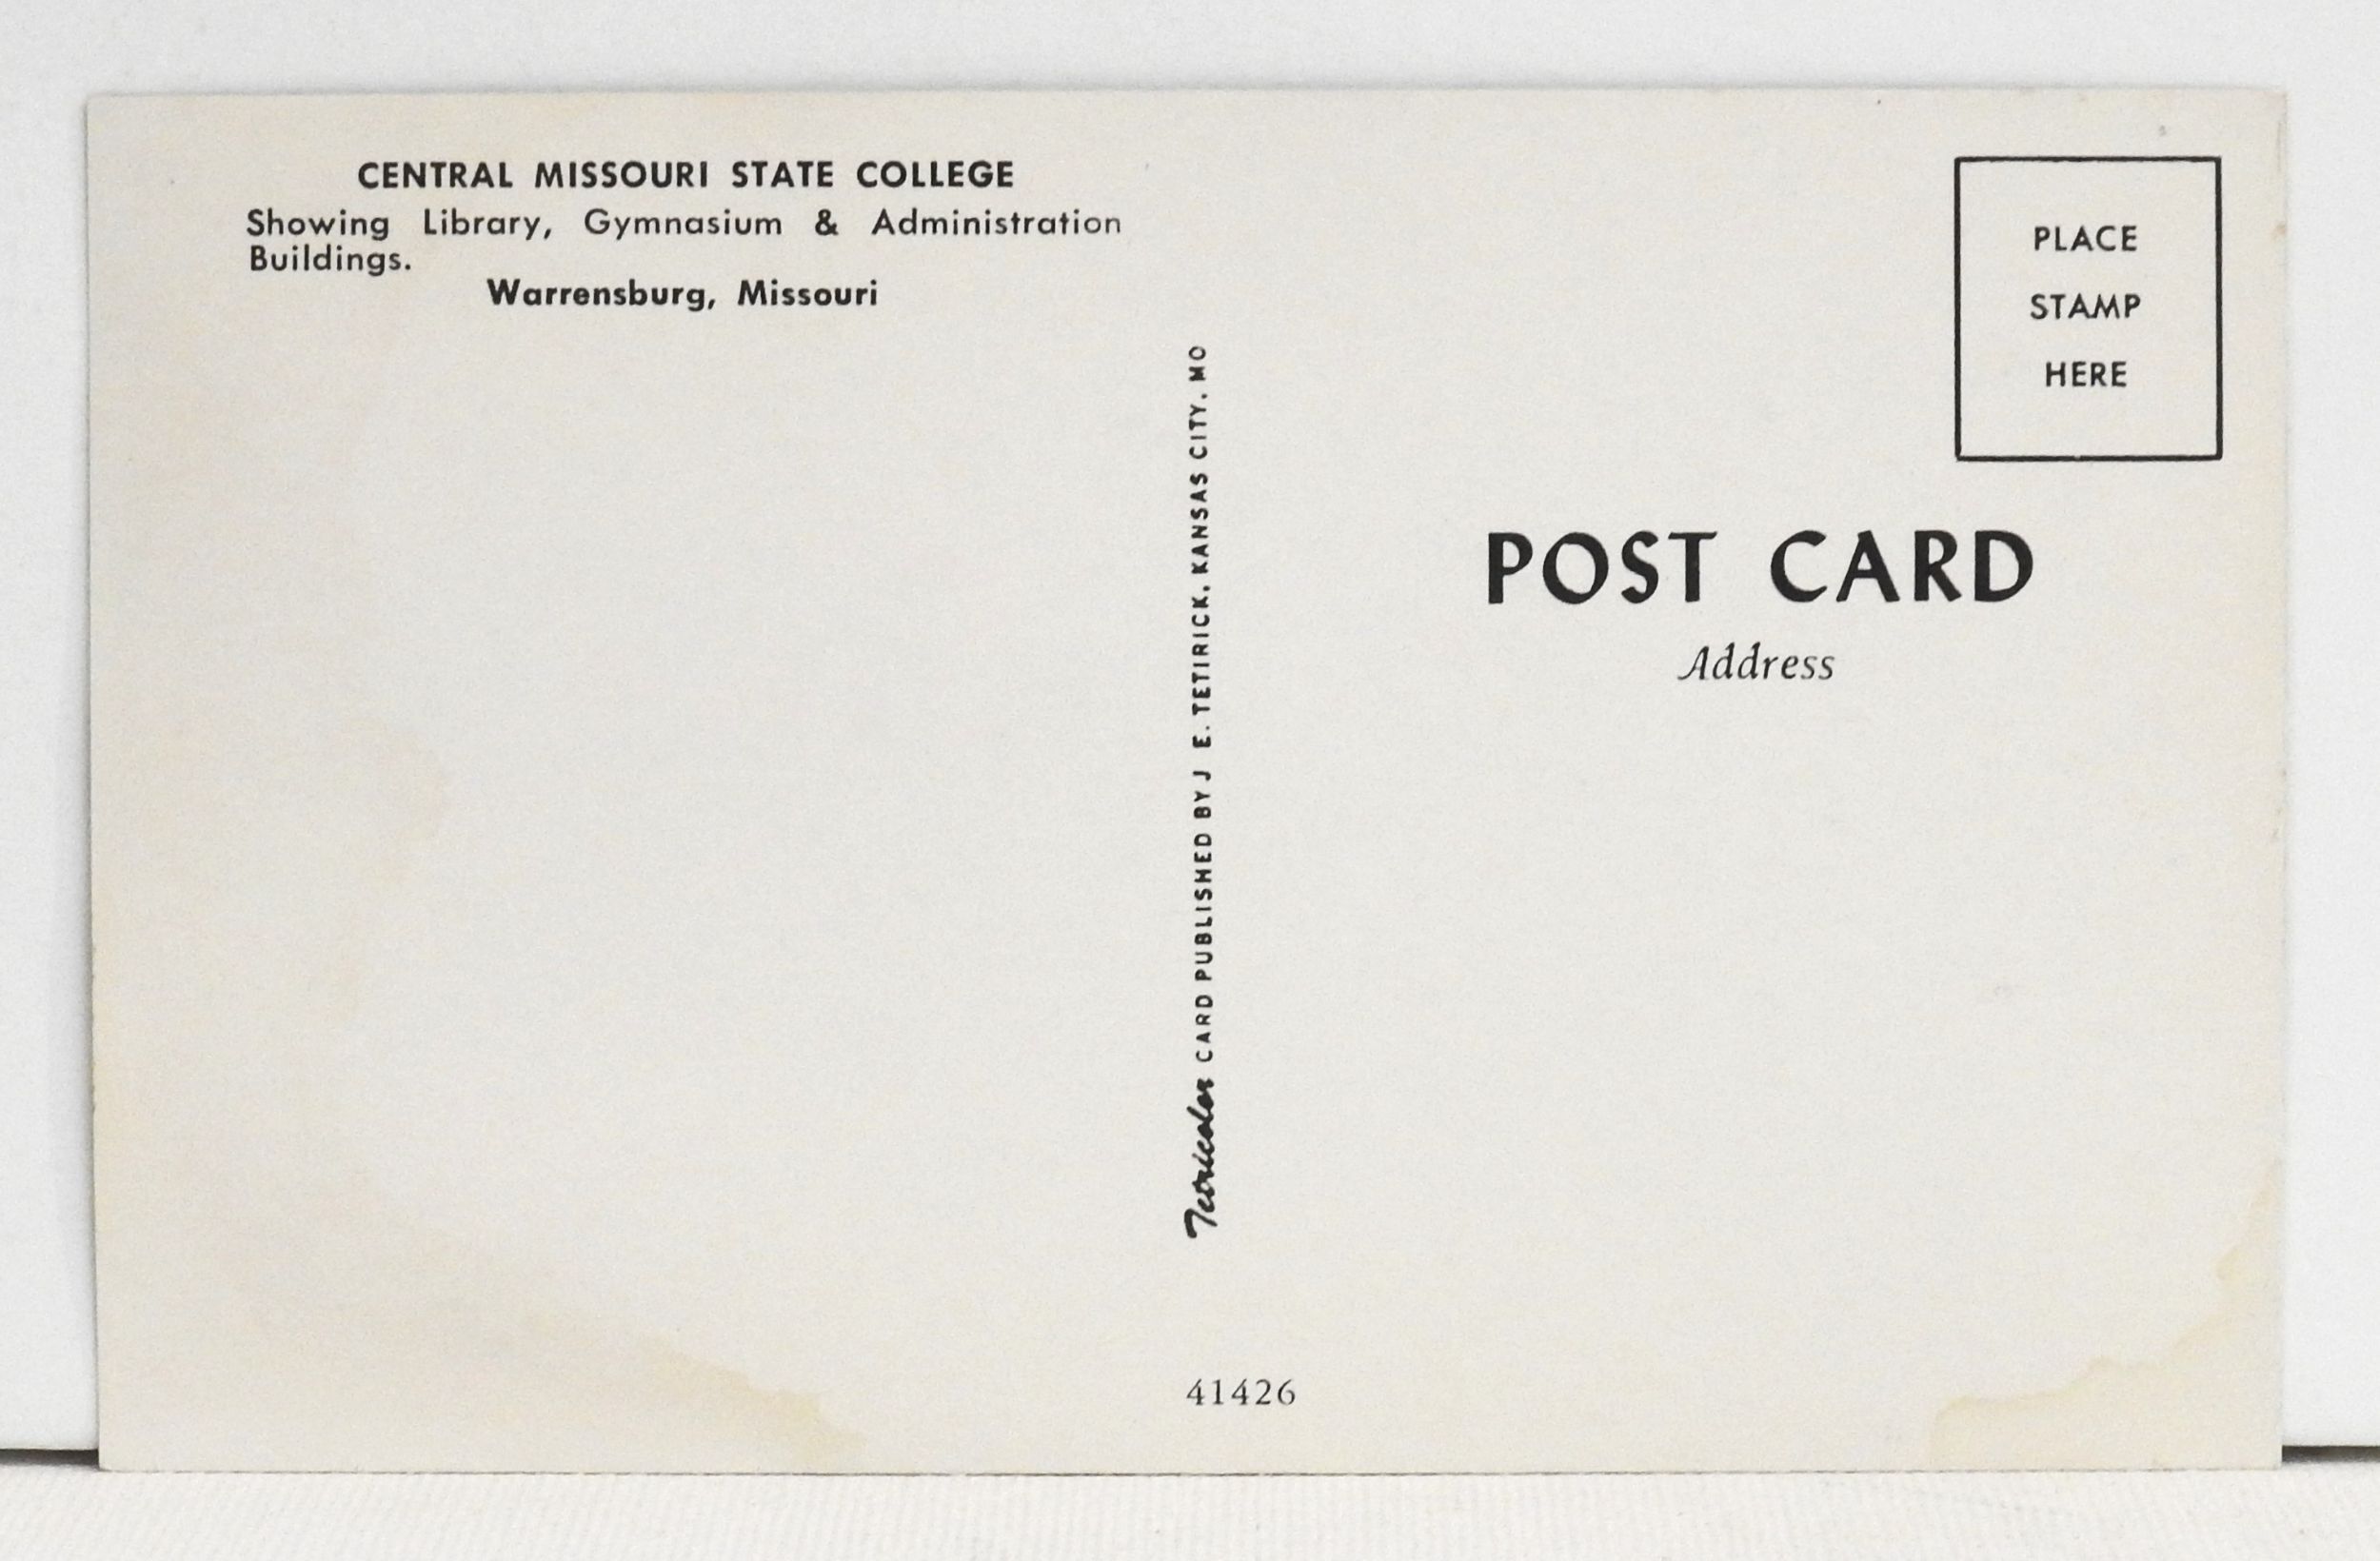 CENTRAL MISSOURI STATE COLLEGE
Showing Library, Gymnasium & Administration
Buildings.
Warrensburg, Missouri
Tetricolor CARD PUBLISHED BY J E. TETIRICK, KANSAS CITY, MO
PLACE
STAMP
HERE
POST CARD
Address
41426